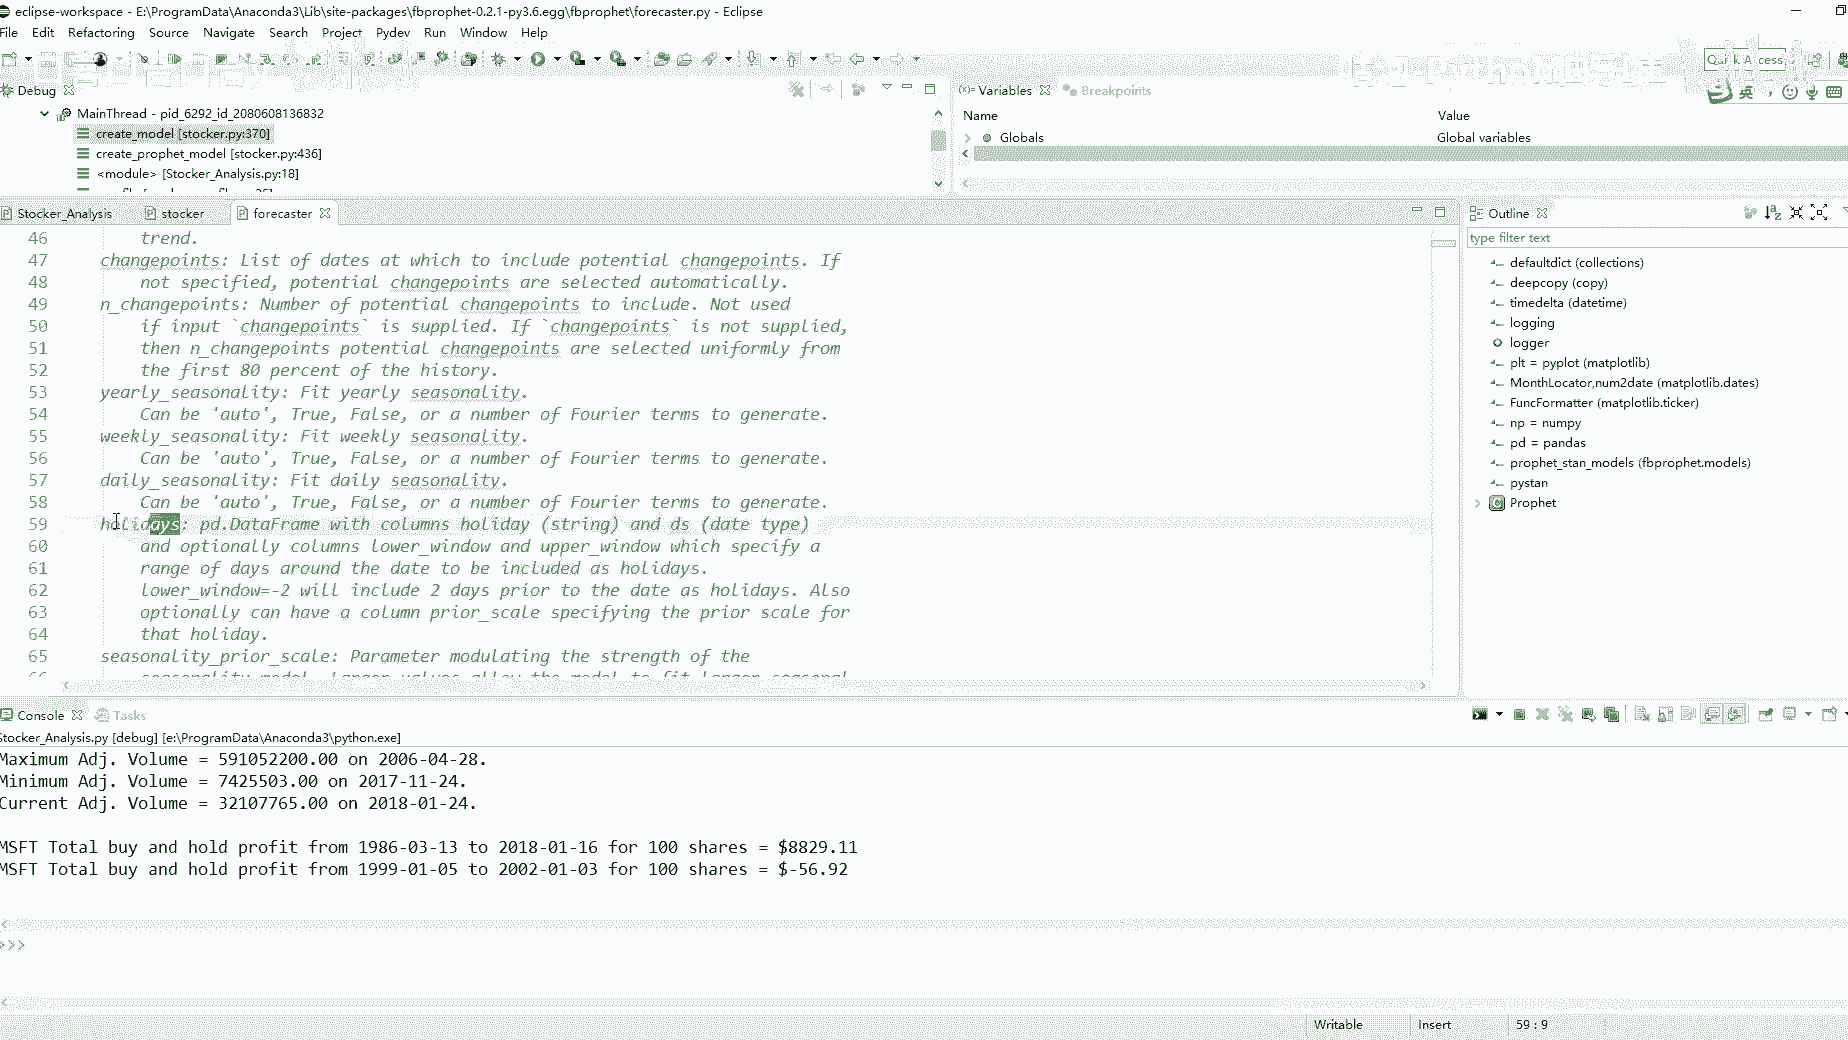 eclipse-workspace - E:\ProgramData\Anaconda3\Lib\site-packages\fbprophet-0.2.1-py3.6.egg\fbprophet\forecaster.py - Eclipse
File Edit Refactoring Source Navigate Search Project Pydev Run Window Help
Quick Access
Debug
Variables Breakpoints
MainThread - pid_6292_id_2080608136832
create_model [stocker.py:370]
create_prophet_model [stocker.py:436]
<module> [Stocker_Analysis.py:18]
Name Value
Globals Global variables
英
Stocker_Analysis stocker forecaster
46 trend.
47 changepoints: List of dates at which to include potential changepoints. If
48 not specified, potential changepoints are selected automatically.
49 n_changepoints: Number of potential changepoints to include. Not used
50 if input `changepoints` is supplied. If `changepoints` is not supplied,
51 then n_changepoints potential changepoints are selected uniformly from
52 the first 80 percent of the history.
53 yearly_seasonality: Fit yearly seasonality.
54 Can be 'auto', True, False, or a number of Fourier terms to generate.
55 weekly_seasonality: Fit weekly seasonality.
56 Can be 'auto', True, False, or a number of Fourier terms to generate.
57 daily_seasonality: Fit daily seasonality.
58 Can be 'auto', True, False, or a number of Fourier terms to generate.
59 holidays: pd.DataFrame with columns holiday (string) and ds (date type)
60 and optionally columns lower_window and upper_window which specify a
61 range of days around the date to be included as holidays.
62 lower_window=-2 will include 2 days prior to the date as holidays. Also
63 optionally can have a column prior_scale specifying the prior scale for
64 that holiday.
65 seasonality_prior_scale: Parameter modulating the strength of the
Outline
type filter text
defaultdict (collections)
deepcopy (copy)
timedelta (datetime)
logging
logger
plt = pyplot (matplotlib)
MonthLocator,num2date (matplotlib.dates)
FuncFormatter (matplotlib.ticker)
np = numpy
pd = pandas
prophet_stan_models (fbprophet.models)
pystan
Prophet
Console Tasks
Stocker_Analysis.py [debug] [e:\ProgramData\Anaconda3\python.exe]
Maximum Adj. Volume = 591052200.00 on 2006-04-28.
Minimum Adj. Volume = 7425503.00 on 2017-11-24.
Current Adj. Volume = 32107765.00 on 2018-01-24.
MSFT Total buy and hold profit from 1986-03-13 to 2018-01-16 for 100 shares = $8829.11
MSFT Total buy and hold profit from 1999-01-05 to 2002-01-03 for 100 shares = $-56.92
>>>
Writable Insert 59 : 9